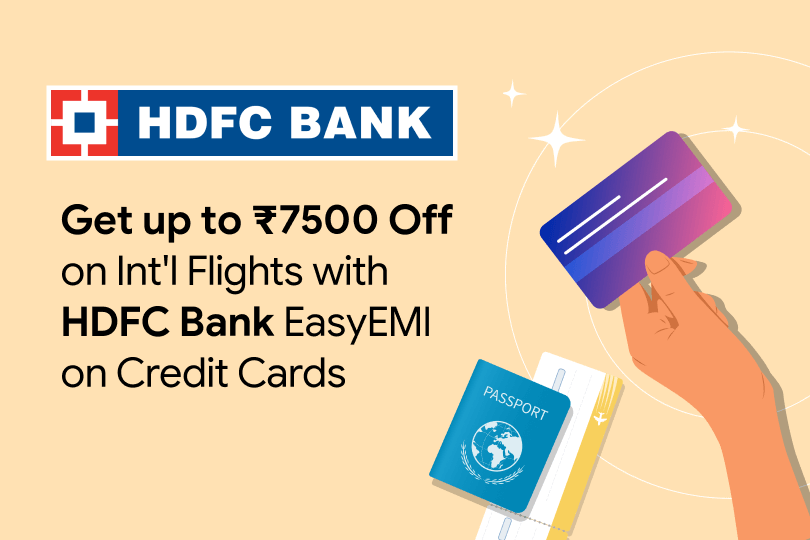 HDFC BANK
Get up to ₹7500 Off
on Int'l Flights with
HDFC Bank EasyEMI
on Credit Cards
PASSPORT